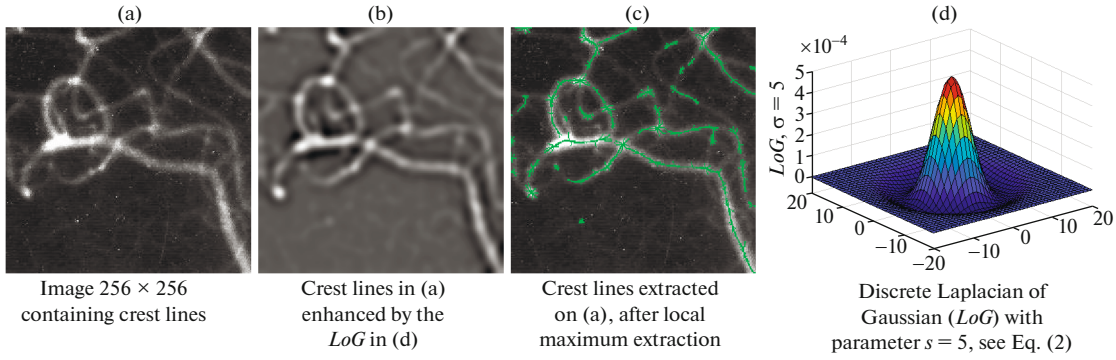 (a)
(b)
(c)
(d)
×10⁻⁴
LoG, σ = 5
5
4
3
2
1
0
20
10
0
−10
−20
−10
0
10
20
Image 256 × 256
containing crest lines
Crest lines in (a)
enhanced by the
LoG in (d)
Crest lines extracted
on (a), after local
maximum extraction
Discrete Laplacian of
Gaussian (LoG) with
parameter s = 5, see Eq. (2)